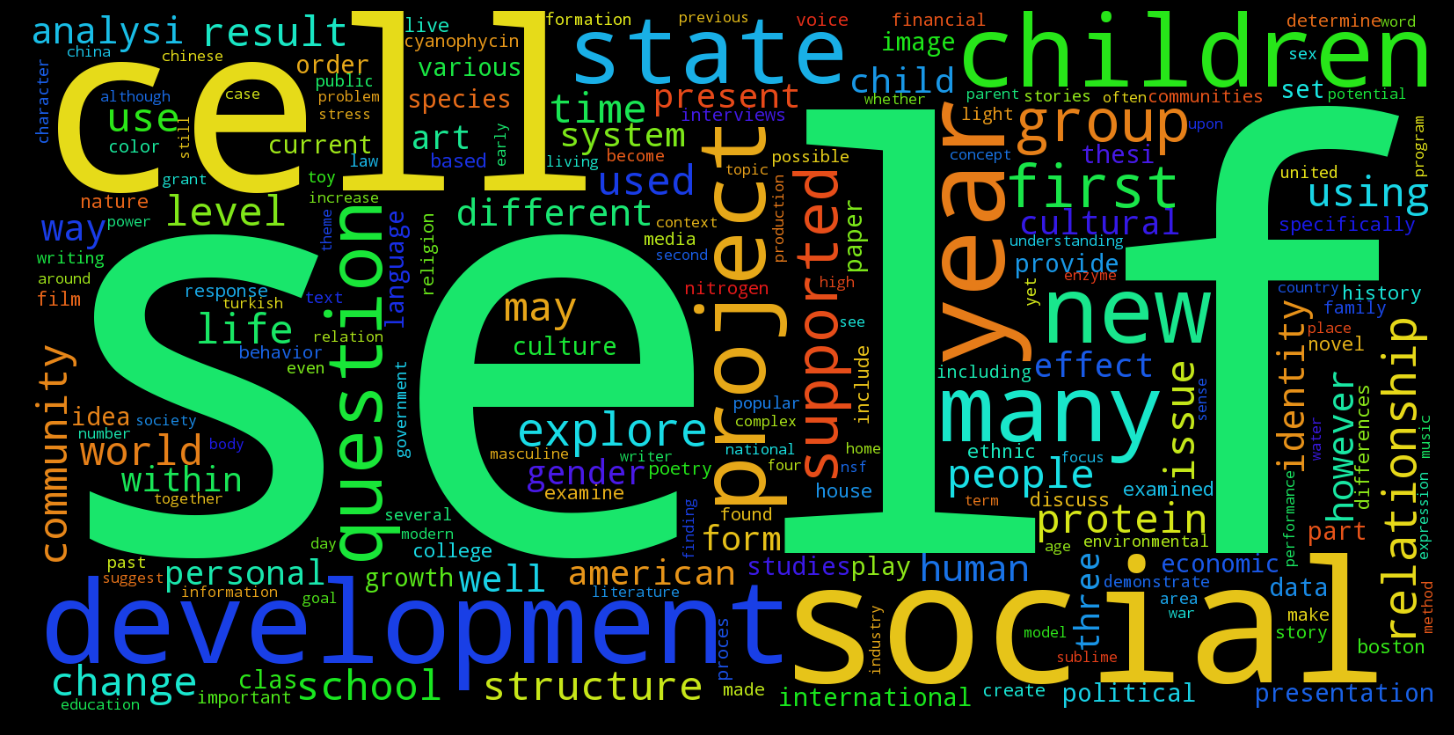 analysi result live formation previous voice financial determine word
china chinese cyanophycin state image children sex
character cell order public various child set potential
although case problem species present whether parent stories often communities
use still stress art time interviews light group upon program
color current law based early system become possible concept thesi
grant toy living used topic year first united using
nature increase project supported cultural specifically
way power level theme language religion different context production paper understanding
writing media second provide enzyme
around response text nitrogen high yet country history
film turkish question may see new family
life relation culture place novel
behavior even government include including effect issue sense identity
community idea society self popular many however relationship
number explore complex differences
world body masculine writer national home ethnic focus water music
within gender poetry four nsf people
together examine house term discuss examined
several found protein performance expression
modern finding form age environmental part
past day college studies play human three economic
suggest personal growth well american demonstrate data method
information goal literature area
development social war make
proces industry model story
sublime boston
change clas school structure made international create political presentation
education important